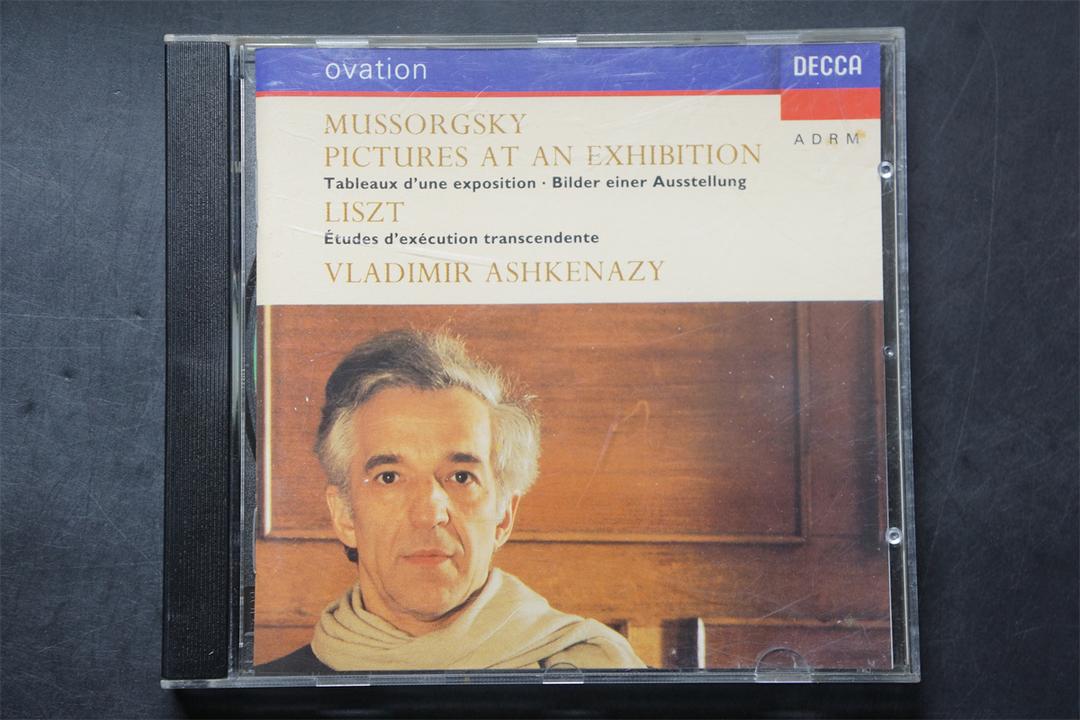 ovation
DECCA
ADRM
MUSSORGSKY
PICTURES AT AN EXHIBITION
Tableaux d'une exposition · Bilder einer Ausstellung
LISZT
Études d'exécution transcendente
VLADIMIR ASHKENAZY